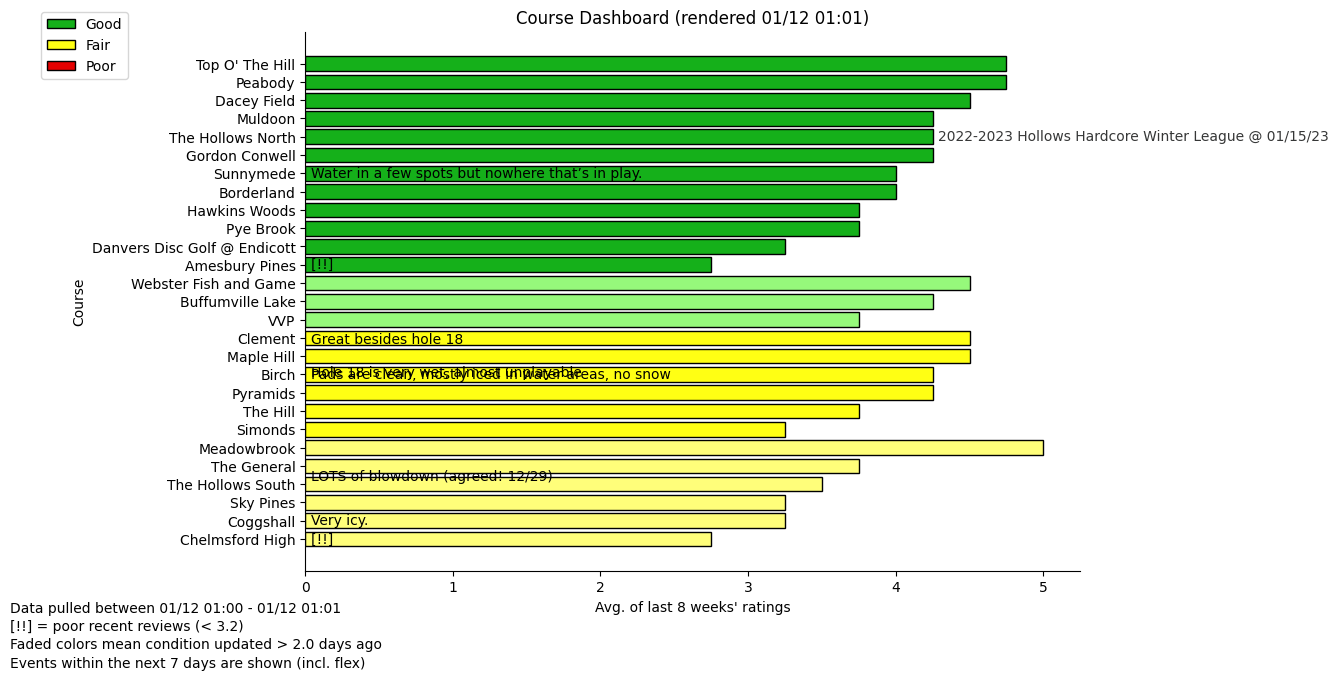 Course Dashboard (rendered 01/12 01:01)
Good
Fair
Poor
Course
Top O' The Hill
Peabody
Dacey Field
Muldoon
The Hollows North
2022-2023 Hollows Hardcore Winter League @ 01/15/23
Gordon Conwell
Sunnymede
Water in a few spots but nowhere that’s in play.
Borderland
Hawkins Woods
Pye Brook
Danvers Disc Golf @ Endicott
Amesbury Pines
[!!]
Webster Fish and Game
Buffumville Lake
VVP
Clement
Great besides hole 18
Maple Hill
Hole 18 is very wet, almost unplayable
Birch
Pads are clean, mostly iced in water areas, no snow
Pyramids
The Hill
Simonds
Meadowbrook
The General
LOTS of blowdown (agreed! 12/29)
The Hollows South
Sky Pines
Coggshall
Very icy.
Chelmsford High
[!!]
0 1 2 3 4 5
Avg. of last 8 weeks' ratings
Data pulled between 01/12 01:00 - 01/12 01:01
[!!] = poor recent reviews (< 3.2)
Faded colors mean condition updated > 2.0 days ago
Events within the next 7 days are shown (incl. flex)